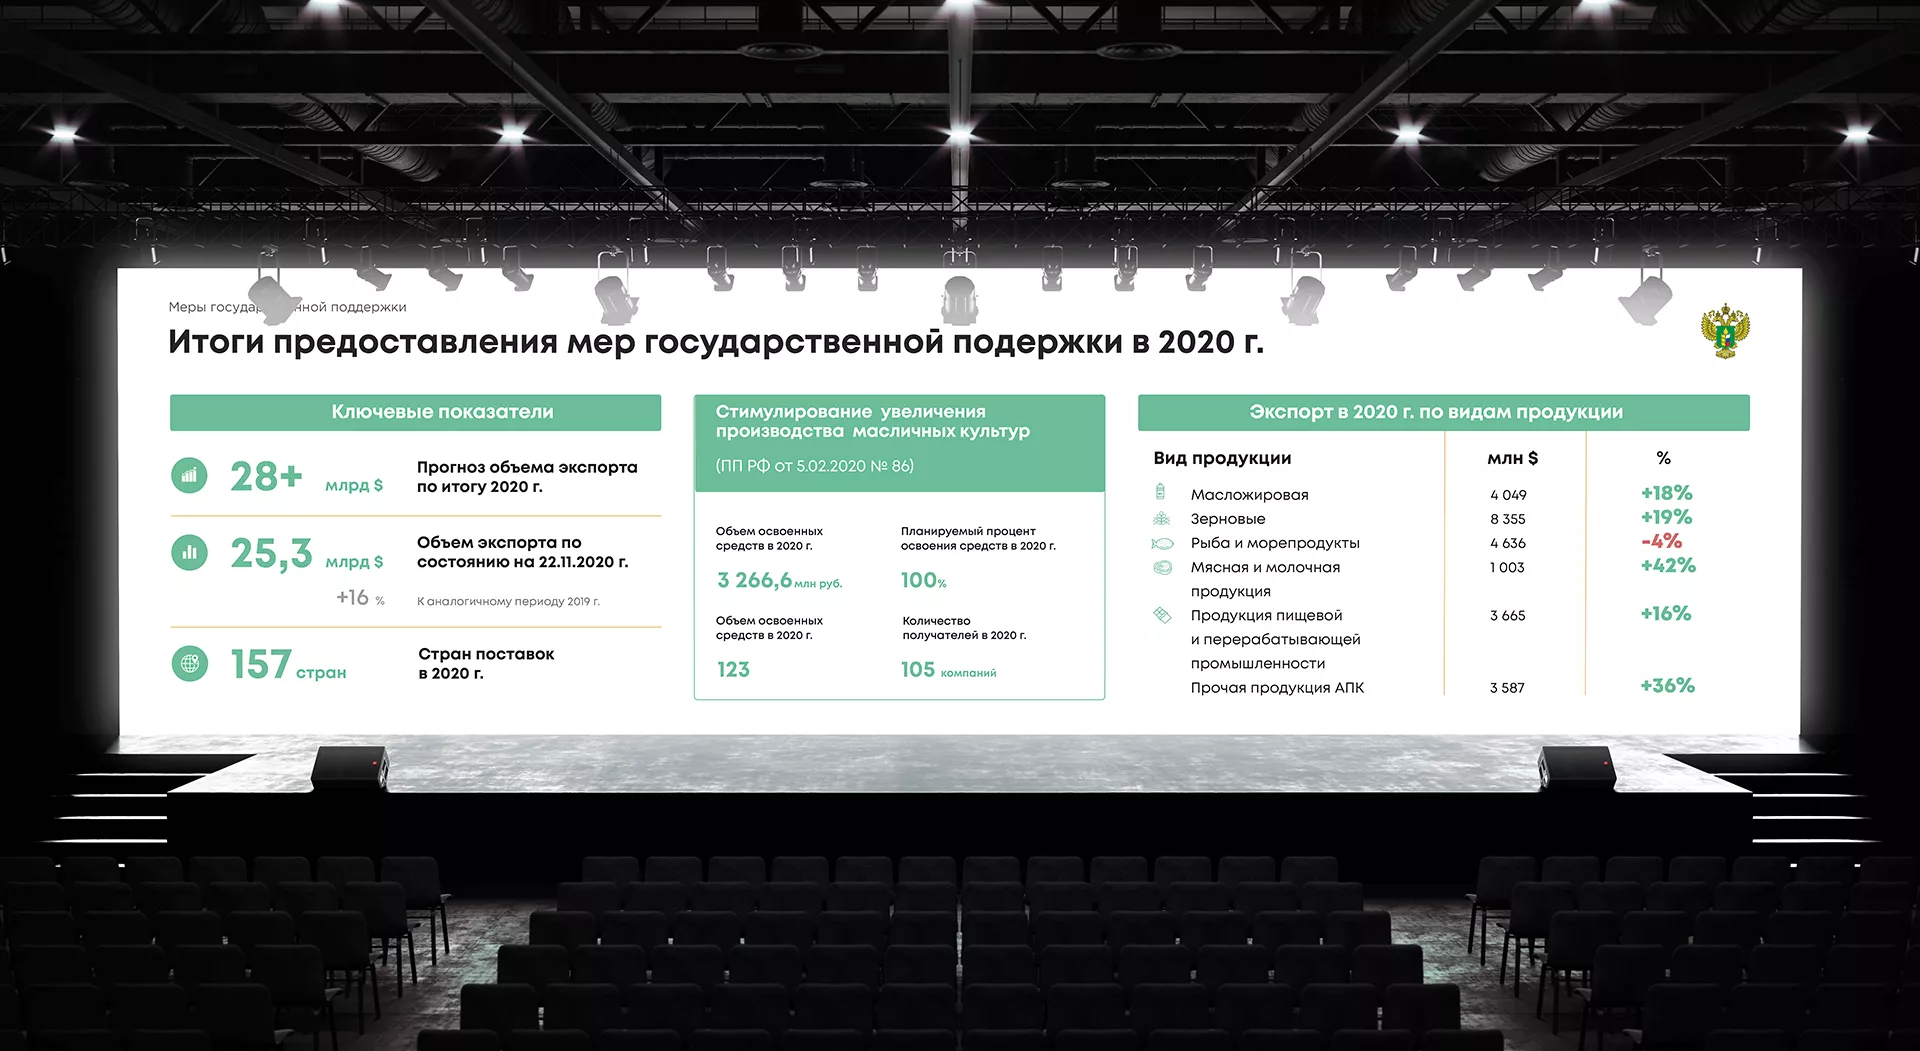 Меры государственной поддержки
Итоги предоставления мер государственной подержки в 2020 г.
Ключевые показатели
28+ млрд $
Прогноз объема экспорта
по итогу 2020 г.
25,3 млрд $
Объем экспорта по
состоянию на 22.11.2020 г.
+16 %
К аналогичному периоду 2019 г.
157 стран
Стран поставок
в 2020 г.
Стимулирование увеличения
производства масличных культур
(ПП РФ от 5.02.2020 № 86)
Объем освоенных
средств в 2020 г.
3 266,6 млн руб.
Планируемый процент
освоения средств в 2020 г.
100%
Объем освоенных
средств в 2020 г.
123
Количество
получателей в 2020 г.
105 компаний
Экспорт в 2020 г. по видам продукции
Вид продукции млн $ %
Масложировая 4 049 +18%
Зерновые 8 355 +19%
Рыба и морепродукты 4 636 -4%
Мясная и молочная 1 003 +42%
продукция
Продукция пищевой 3 665 +16%
и перерабатывающей
промышленности
Прочая продукция АПК 3 587 +36%